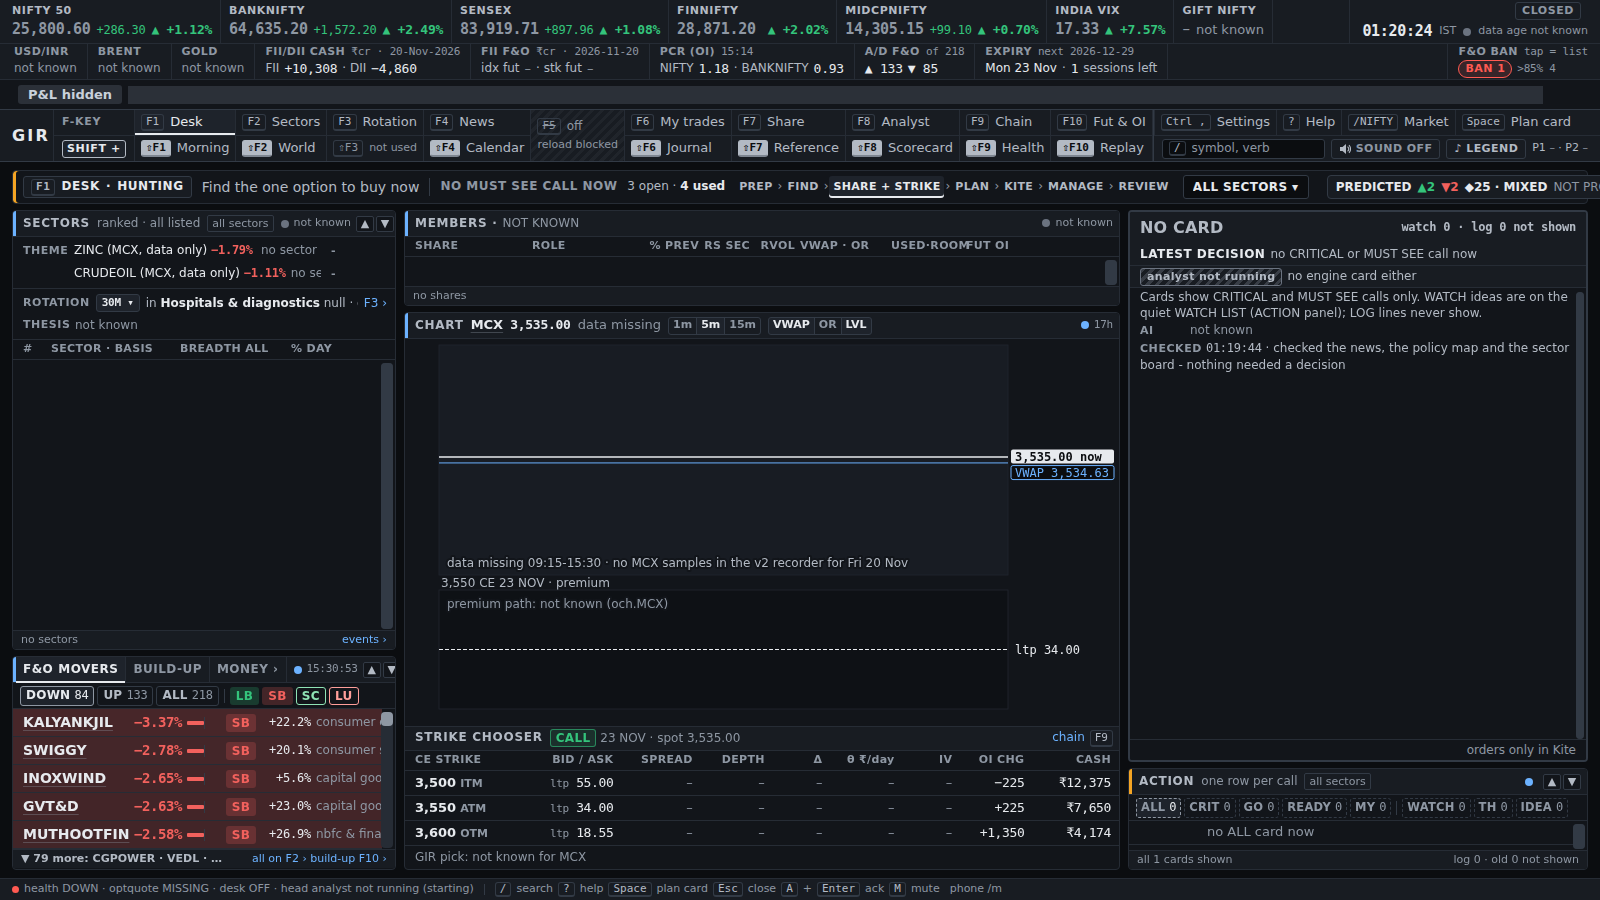 NIFTY 50
25,800.60 +286.30 ▲ +1.12%
BANKNIFTY
64,635.20 +1,572.20 ▲ +2.49%
SENSEX
83,919.71 +897.96 ▲ +1.08%
FINNIFTY
28,871.20 ▲ +2.02%
MIDCPNIFTY
14,305.15 +99.10 ▲ +0.70%
INDIA VIX
17.33 ▲ +7.57%
GIFT NIFTY
– not known
CLOSED
01:20:24 IST data age not known
USD/INR
not known
BRENT
not known
GOLD
not known
FII/DII CASH ₹cr · 20-Nov-2026
FII +10,308 · DII −4,860
FII F&O ₹cr · 2026-11-20
idx fut – · stk fut –
PCR (OI) 15:14
NIFTY 1.18 · BANKNIFTY 0.93
A/D F&O of 218
▲ 133 ▼ 85
EXPIRY next 2026-12-29
Mon 23 Nov · 1 sessions left
F&O BAN tap = list
BAN 1 >85% 4
P&L hidden
GIR
F-KEY
F1 Desk
F2 Sectors
F3 Rotation
F4 News
F5 off
reload blocked
F6 My trades
F7 Share
F8 Analyst
F9 Chain
F10 Fut & OI
Ctrl , Settings
? Help
/NIFTY Market
Space Plan card
SHIFT +
⇧F1 Morning
⇧F2 World
⇧F3 not used
⇧F4 Calendar
⇧F6 Journal
⇧F7 Reference
⇧F8 Scorecard
⇧F9 Health
⇧F10 Replay
/ symbol, verb
SOUND OFF
♪ LEGEND
P1 – · P2 –
F1 DESK · HUNTING
Find the one option to buy now
NO MUST SEE CALL NOW
3 open · 4 used
PREP › FIND › SHARE + STRIKE › PLAN › KITE › MANAGE › REVIEW
ALL SECTORS ▾
PREDICTED ▲2 ▼2 ◆25 · MIXED
SECTORS ranked · all listed all sectors not known ▲ ▼
THEME ZINC (MCX, data only) −1.79% no sector -
CRUDEOIL (MCX, data only) −1.11% -
ROTATION 30M ▾ in Hospitals & diagnostics null · F3 ›
THESIS not known
# SECTOR · BASIS BREADTH ALL % DAY
no sectors
events ›
F&O MOVERS BUILD-UP MONEY › 15:30:53 ▲ ▼
DOWN 84 UP 133 ALL 218 LB SB SC LU
KALYANKJIL −3.37% SB +22.2% consumer
SWIGGY −2.78% SB +20.1% consumer
INOXWIND −2.65% SB +5.6% capital
GVT&D −2.63% SB +23.0% capital
MUTHOOTFIN −2.58% SB +26.9% nbfc &
▼ 79 more: CGPOWER · VEDL · …
all on F2 › build-up F10 ›
MEMBERS · NOT KNOWN
not known
SHARE ROLE % PREV RS SEC RVOL VWAP · OR USED·ROOM FUT OI
no shares
CHART MCX 3,535.00 data missing 1m 5m 15m VWAP OR LVL 17h
3,535.00 now
VWAP 3,534.63
data missing 09:15-15:30 · no MCX samples in the v2 recorder for Fri 20 Nov
3,550 CE 23 NOV · premium
premium path: not known (och.MCX)
ltp 34.00
STRIKE CHOOSER CALL 23 NOV · spot 3,535.00 chain F9
CE STRIKE BID / ASK SPREAD DEPTH Δ θ ₹/day IV OI CHG CASH
3,500 ITM ltp 55.00 – – – – – −225 ₹12,375
3,550 ATM ltp 34.00 – – – – – +225 ₹7,650
3,600 OTM ltp 18.55 – – – – – +1,350 ₹4,174
GIR pick: not known for MCX
NO CARD
watch 0 · log 0 not shown
LATEST DECISION no CRITICAL or MUST SEE call now
analyst not running no engine card either
Cards show CRITICAL and MUST SEE calls only. WATCH ideas are on the
quiet WATCH LIST (ACTION panel); LOG lines never show.
AI not known
CHECKED 01:19:44 · checked the news, the policy map and the sector
board - nothing needed a decision
orders only in Kite
ACTION one row per call all sectors ▲ ▼
ALL 0 CRIT 0 GO 0 READY 0 MY 0 WATCH 0 TH 0 IDEA 0
no ALL card now
all 1 cards shown
log 0 · old 0 not shown
health DOWN · optquote MISSING · desk OFF · head analyst not running (starting)
/ search ? help Space plan card Esc close A + Enter ack M mute phone /m